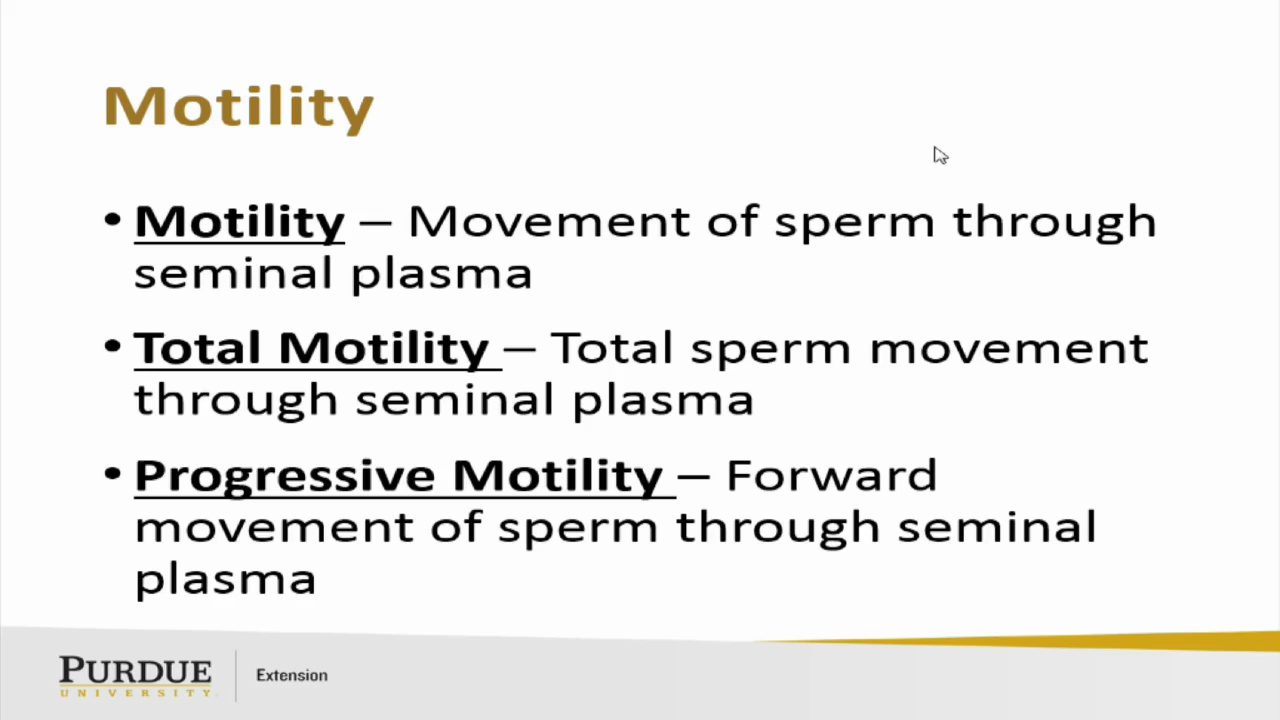 Motility
• Motility – Movement of sperm through
seminal plasma
• Total Motility – Total sperm movement
through seminal plasma
• Progressive Motility – Forward
movement of sperm through seminal
plasma
PURDUE
UNIVERSITY
Extension